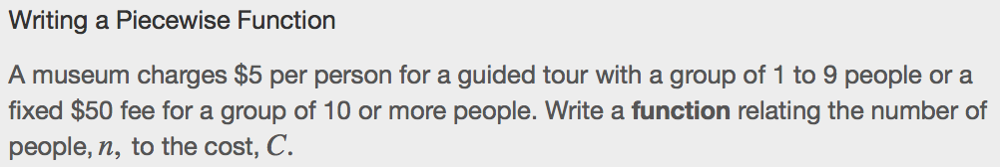 Writing a Piecewise Function
A museum charges $5 per person for a guided tour with a group of 1 to 9 people or a
fixed $50 fee for a group of 10 or more people. Write a function relating the number of
people, n, to the cost, C.